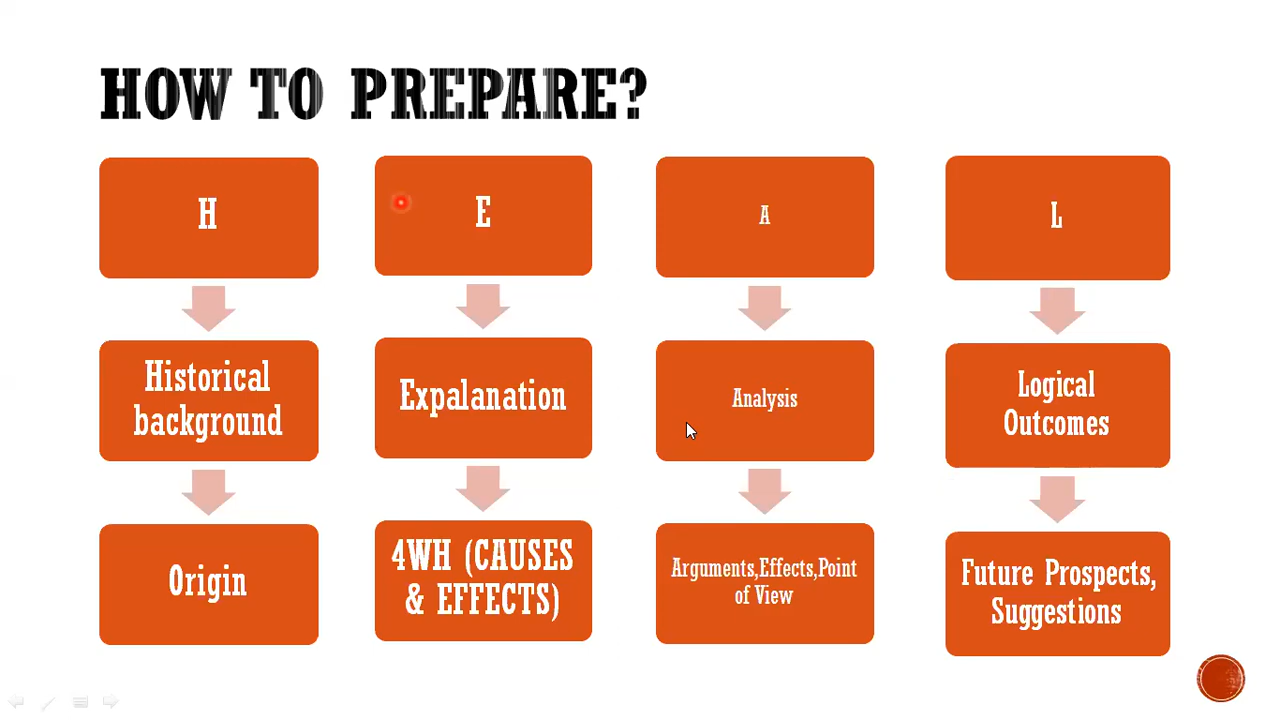 HOW TO PREPARE?
H
Historical
background
Origin
E
Expalanation
4WH (CAUSES
& EFFECTS)
A
Analysis
Arguments,Effects,Point
of View
L
Logical
Outcomes
Future Prospects,
Suggestions